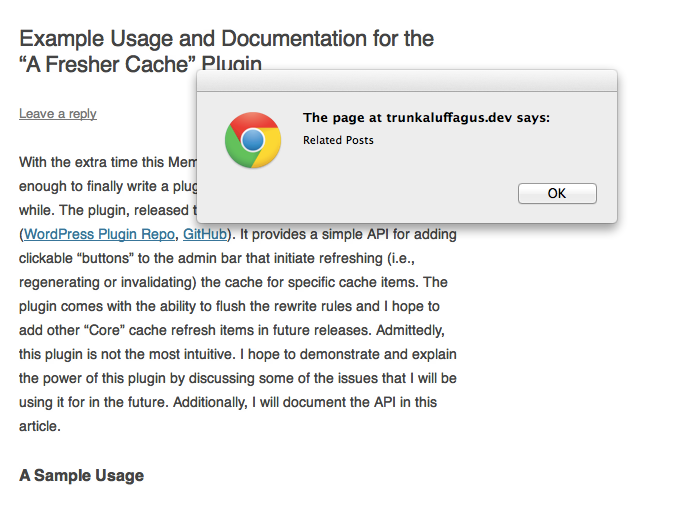 Example Usage and Documentation for the
“A Fresher Cache” Plugin
Leave a reply
The page at trunkaluffagus.dev says:
Related Posts
OK
With the extra time this Mem
enough to finally write a plug
while. The plugin, released t
(WordPress Plugin Repo, GitHub). It provides a simple API for adding
clickable “buttons” to the admin bar that initiate refreshing (i.e.,
regenerating or invalidating) the cache for specific cache items. The
plugin comes with the ability to flush the rewrite rules and I hope to
add other “Core” cache refresh items in future releases. Admittedly,
this plugin is not the most intuitive. I hope to demonstrate and explain
the power of this plugin by discussing some of the issues that I will be
using it for in the future. Additionally, I will document the API in this
article.
A Sample Usage